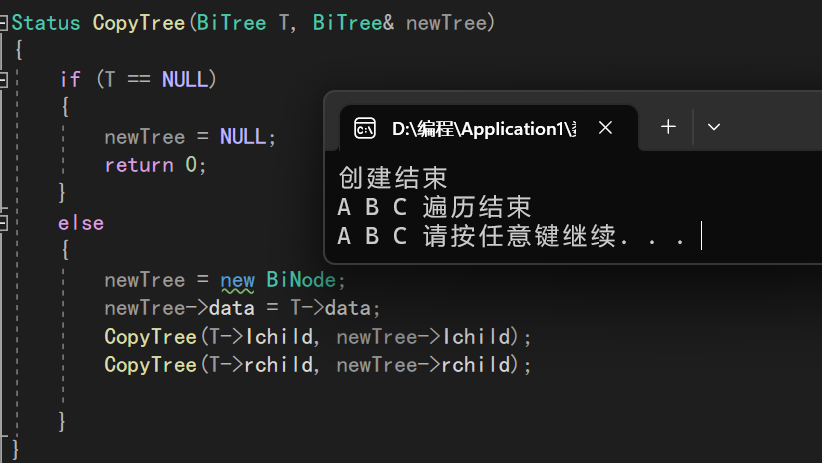 Status CopyTree(BiTree T, BiTree& newTree)
{
if (T == NULL)
{
newTree = NULL;
return 0;
}
else
{
newTree = new BiNode;
newTree->data = T->data;
CopyTree(T->lchild, newTree->lchild);
CopyTree(T->rchild, newTree->rchild);
}
}
D:\编程\Application1\
创建结束
A B C 遍历结束
A B C 请按任意键继续. . .